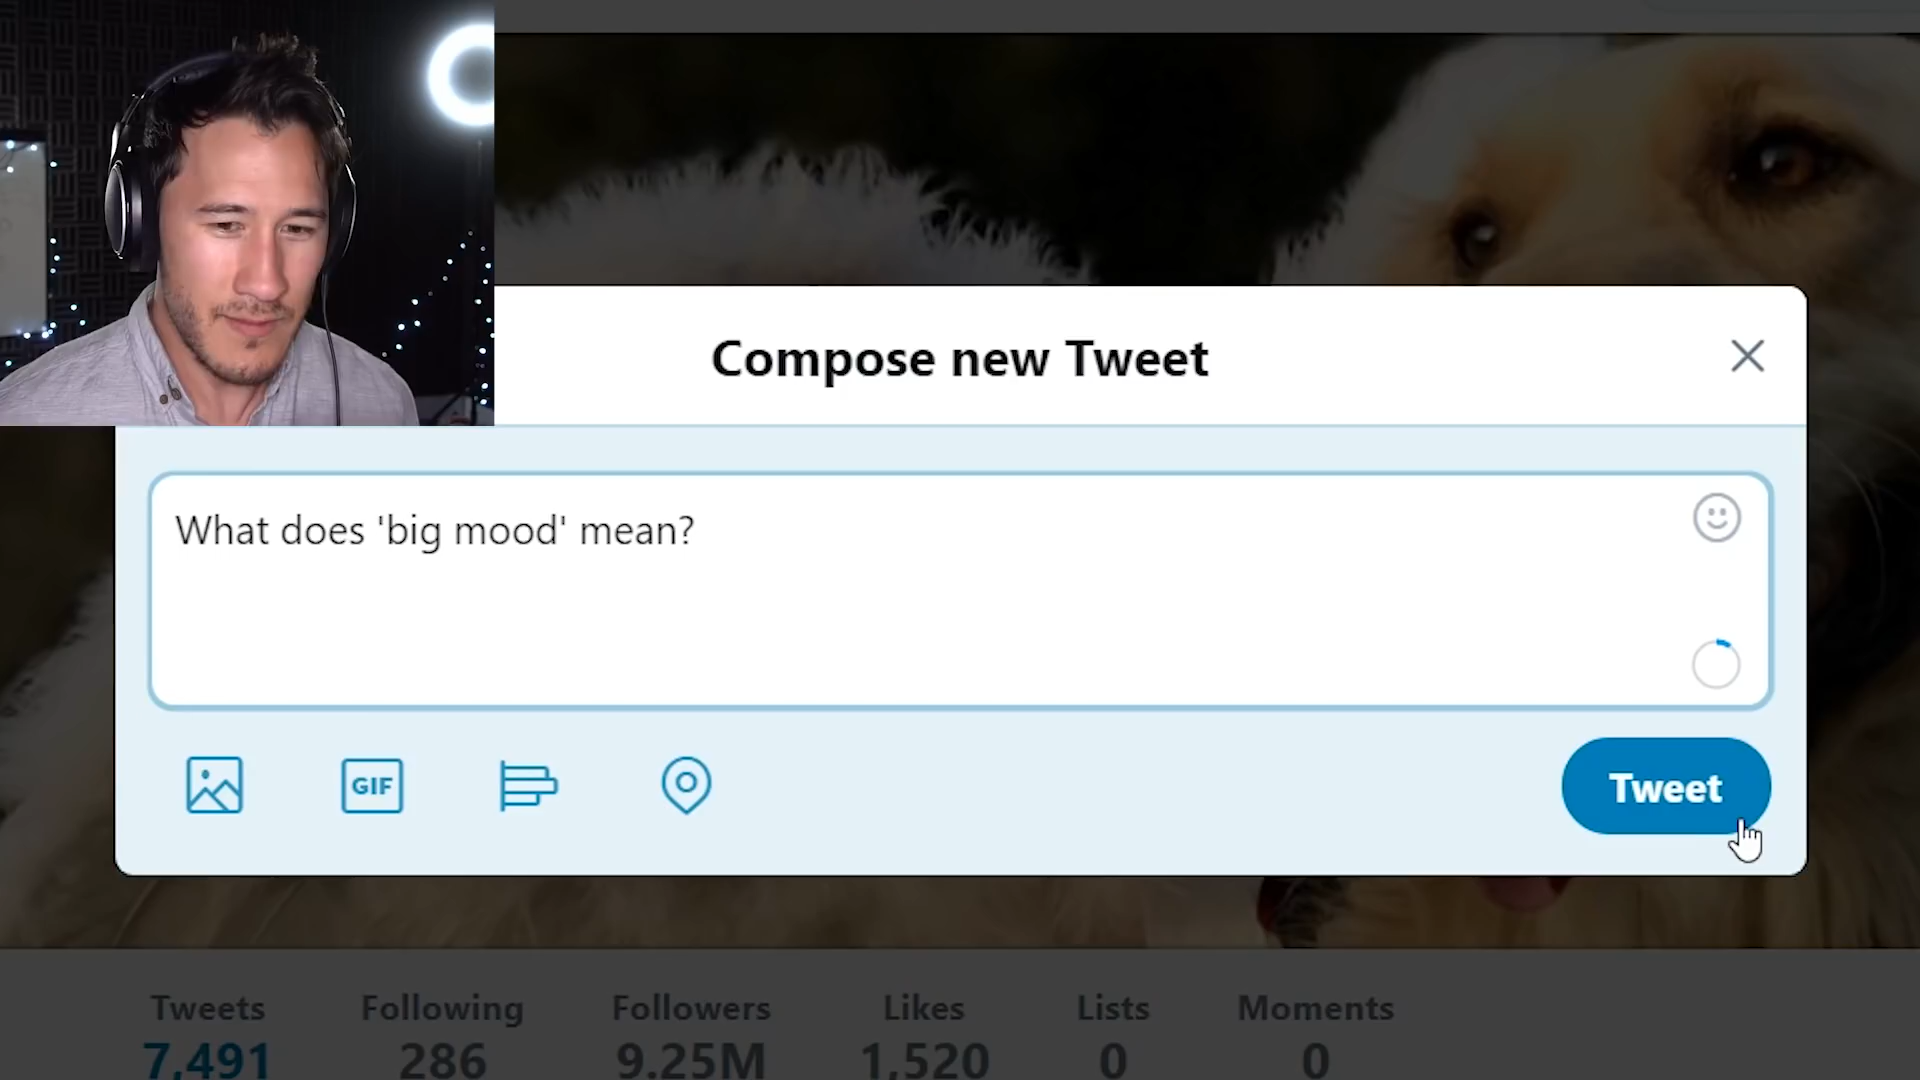 Compose new Tweet
What does 'big mood' mean?
GIF
Tweet
Tweets Following Followers Likes Lists Moments
7,491 286 9.25M 1,520 0 0